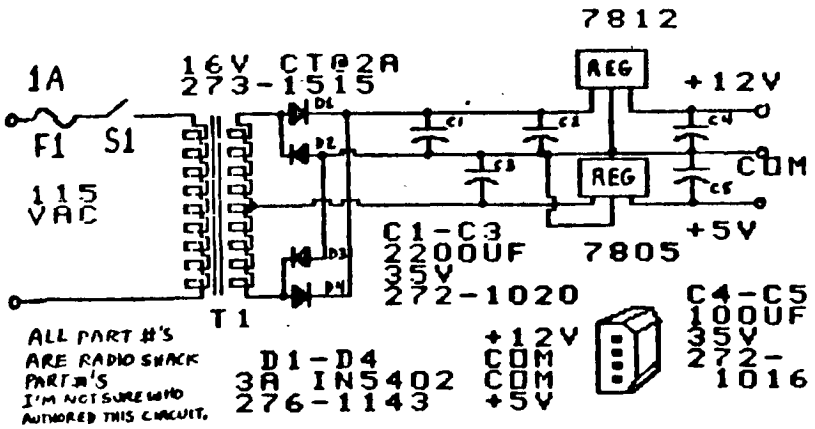 7812
REG
1A
16V CT@2A
273-1515
+12V
D1
C1
C2
C4
F1 S1
D2
COM
C3
REG
C5
115
VAC
+5V
C1-C3
7805
2200UF
D3
35V
272-1020
D4
C4-C5
100UF
35V
272-
1016
T1
ALL PART #'S
ARE RADIO SHACK
PART #'S
I'M NOT SURE WHO
AUTHORED THIS CIRCUIT.
D1-D4
3A IN5402
276-1143
+12V
COM
COM
+5V